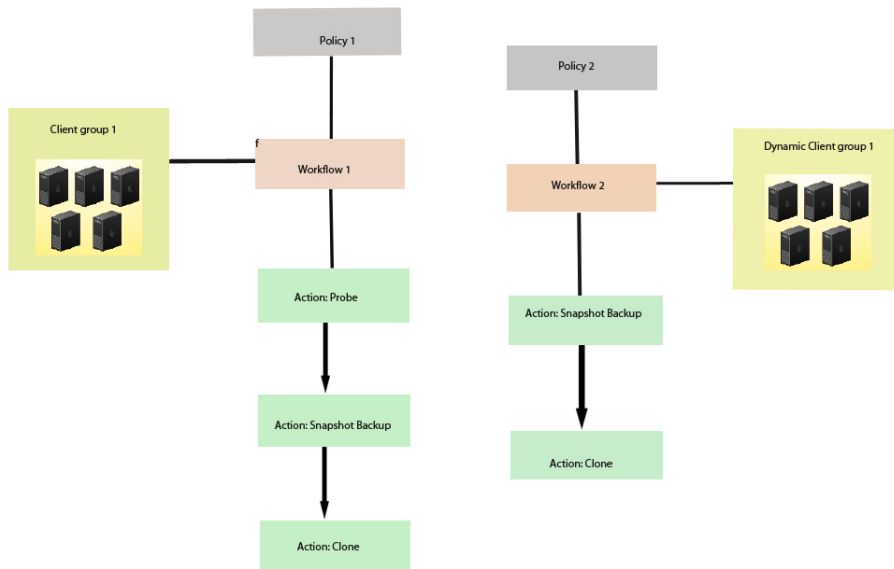 Policy 1
Client group 1
f
Workflow 1
Action: Probe
Action: Snapshot Backup
Action: Clone
Policy 2
Dynamic Client group 1
Workflow 2
Action: Snapshot Backup
Action: Clone